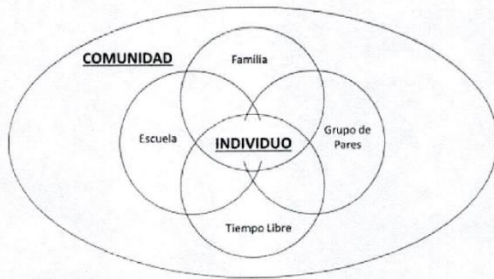 COMUNIDAD
Familia
Escuela
INDIVIDUO
Grupo de
Pares
Tiempo Libre